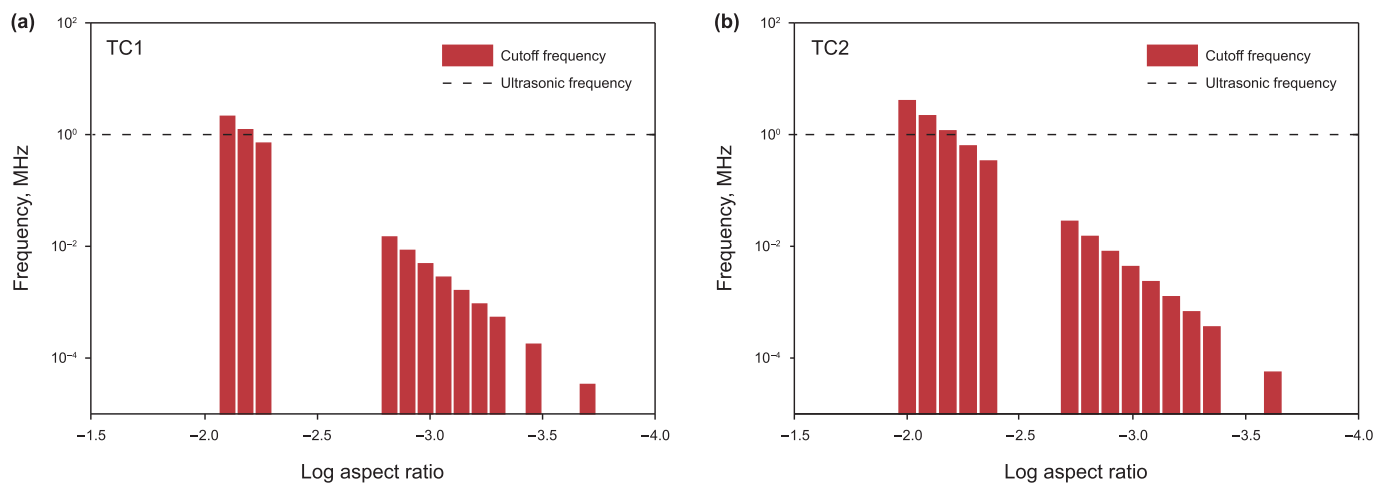 (a)
TC1
Cutoff frequency
Ultrasonic frequency
Frequency, MHz
10²
10⁰
10⁻²
10⁻⁴
−1.5
−2.0
−2.5
−3.0
−3.5
−4.0
Log aspect ratio
(b)
TC2
Cutoff frequency
Ultrasonic frequency
Frequency, MHz
10²
10⁰
10⁻²
10⁻⁴
−1.5
−2.0
−2.5
−3.0
−3.5
−4.0
Log aspect ratio